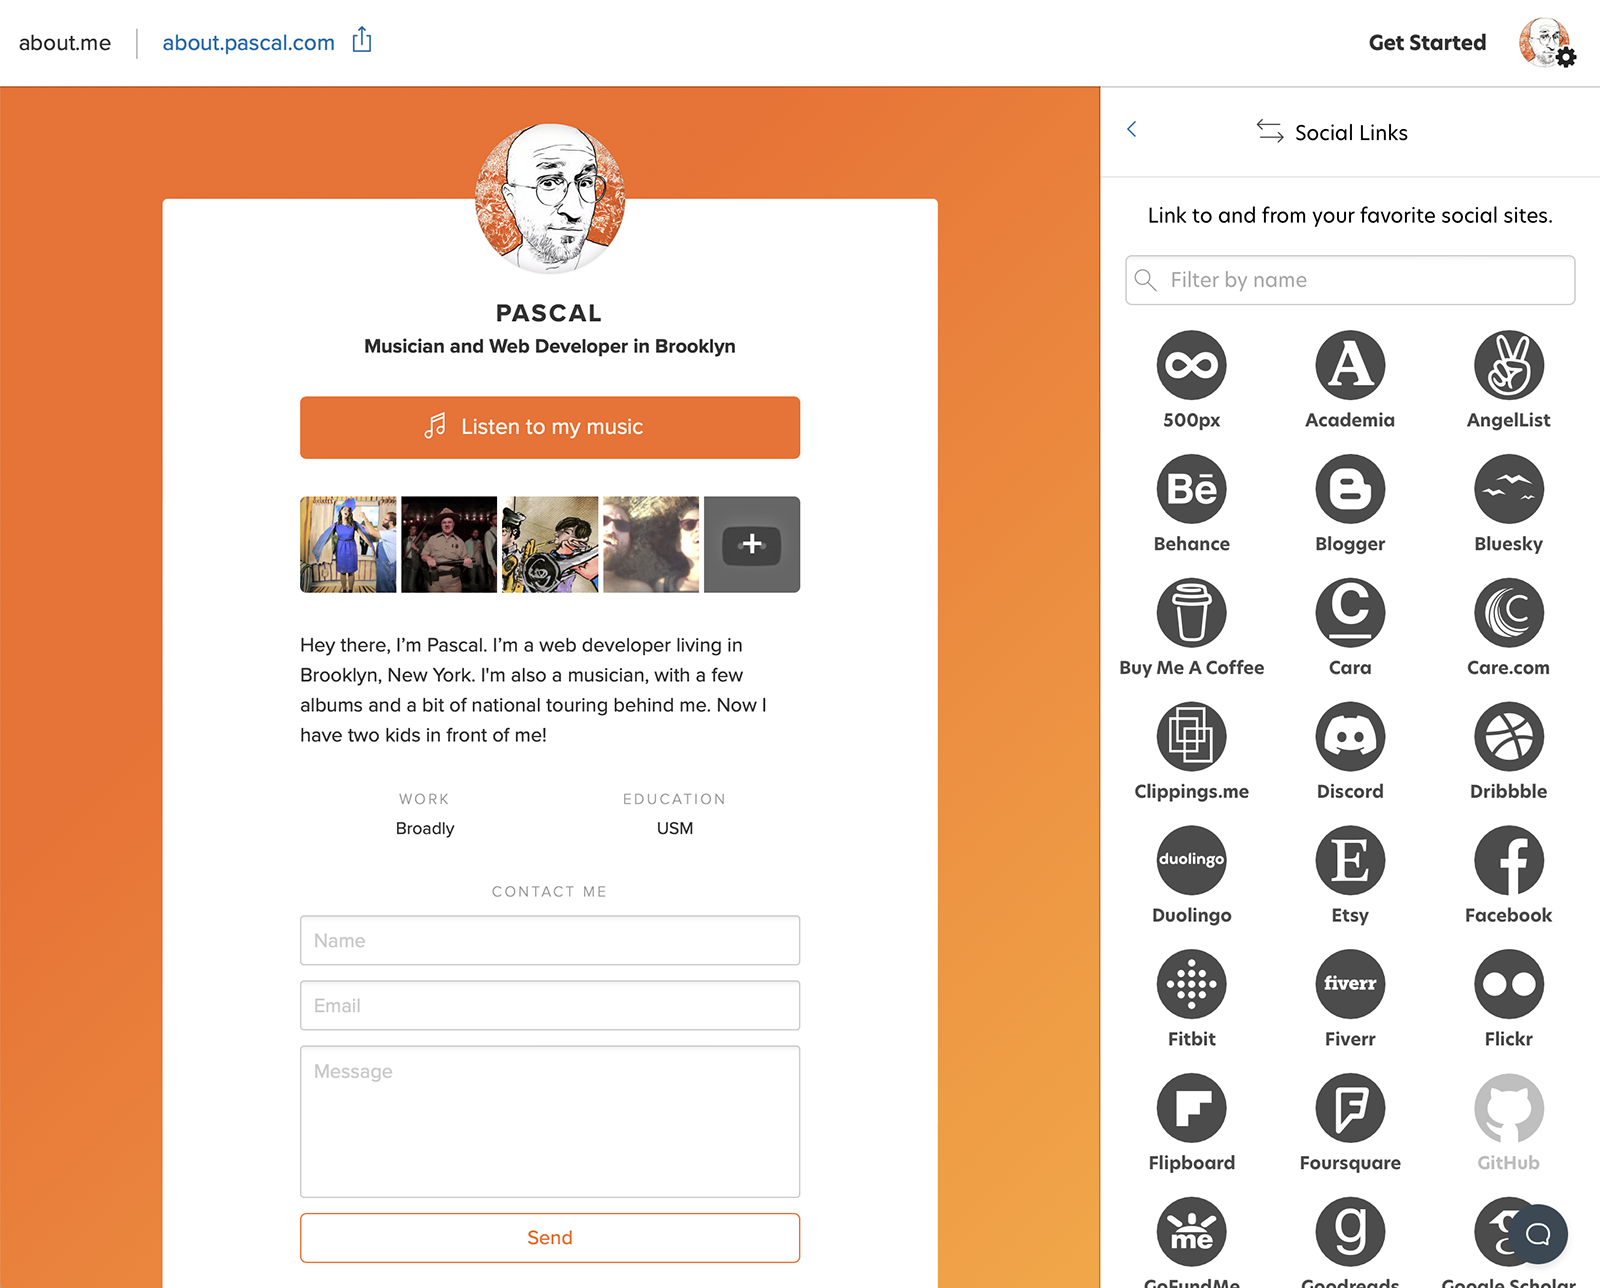 about.me
about.pascal.com
Get Started
PASCAL
Musician and Web Developer in Brooklyn
Listen to my music
Hey there, I’m Pascal. I’m a web developer living in
Brooklyn, New York. I'm also a musician, with a few
albums and a bit of national touring behind me. Now I
have two kids in front of me!
WORK
Broadly
EDUCATION
USM
CONTACT ME
Name
Email
Message
Send
Social Links
Link to and from your favorite social sites.
Filter by name
500px
A
Academia
AngelList
Bē
Behance
B
Blogger
Bluesky
Buy Me A Coffee
C
Cara
C
Care.com
Clippings.me
Discord
Dribbble
duolingo
Duolingo
E
Etsy
f
Facebook
Fitbit
fiverr
Fiverr
Flickr
Flipboard
Foursquare
GitHub
me
GoFundMe
g
Goodreads
Google Scholar